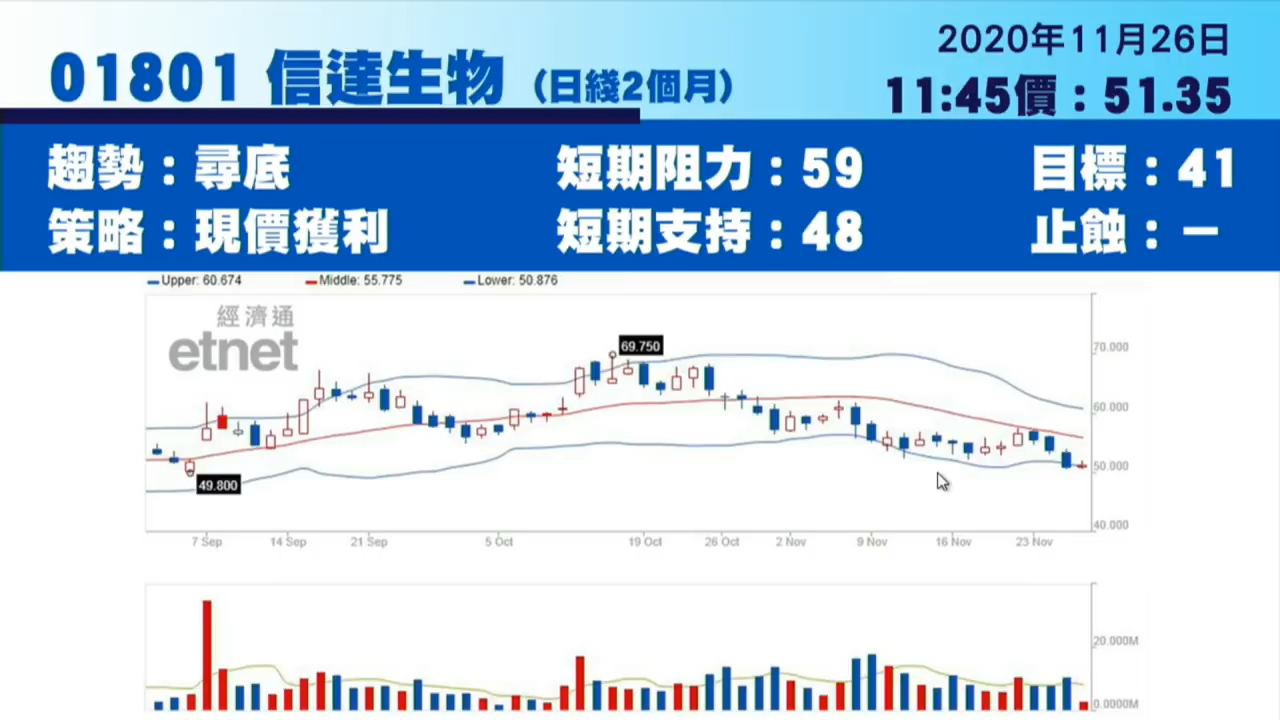 01801 信達生物 (日綫2個月)
2020年11月26日
11:45價：51.35
趨勢：尋底
短期阻力：59
目標：41
策略：現價獲利
短期支持：48
止蝕：－
Upper: 60.674
Middle: 55.775
Lower: 50.876
經濟通
etnet
69.750
49.800
70.000
60.000
50.000
40.000
7 Sep
14 Sep
21 Sep
5 Oct
19 Oct
26 Oct
2 Nov
9 Nov
16 Nov
23 Nov
20.000M
0.0000M